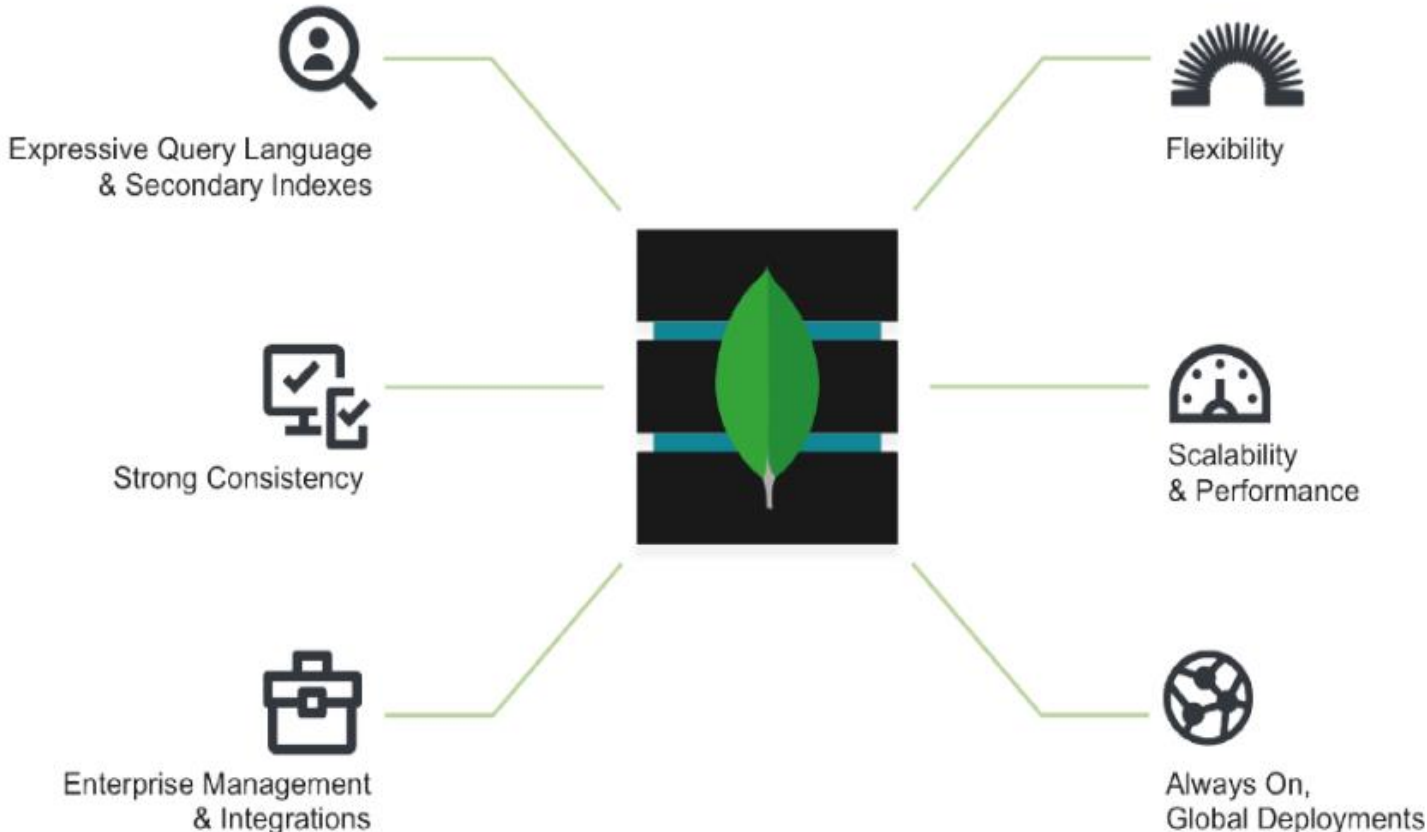 Expressive Query Language
& Secondary Indexes
Flexibility
Strong Consistency
Scalability
& Performance
Enterprise Management
& Integrations
Always On,
Global Deployments